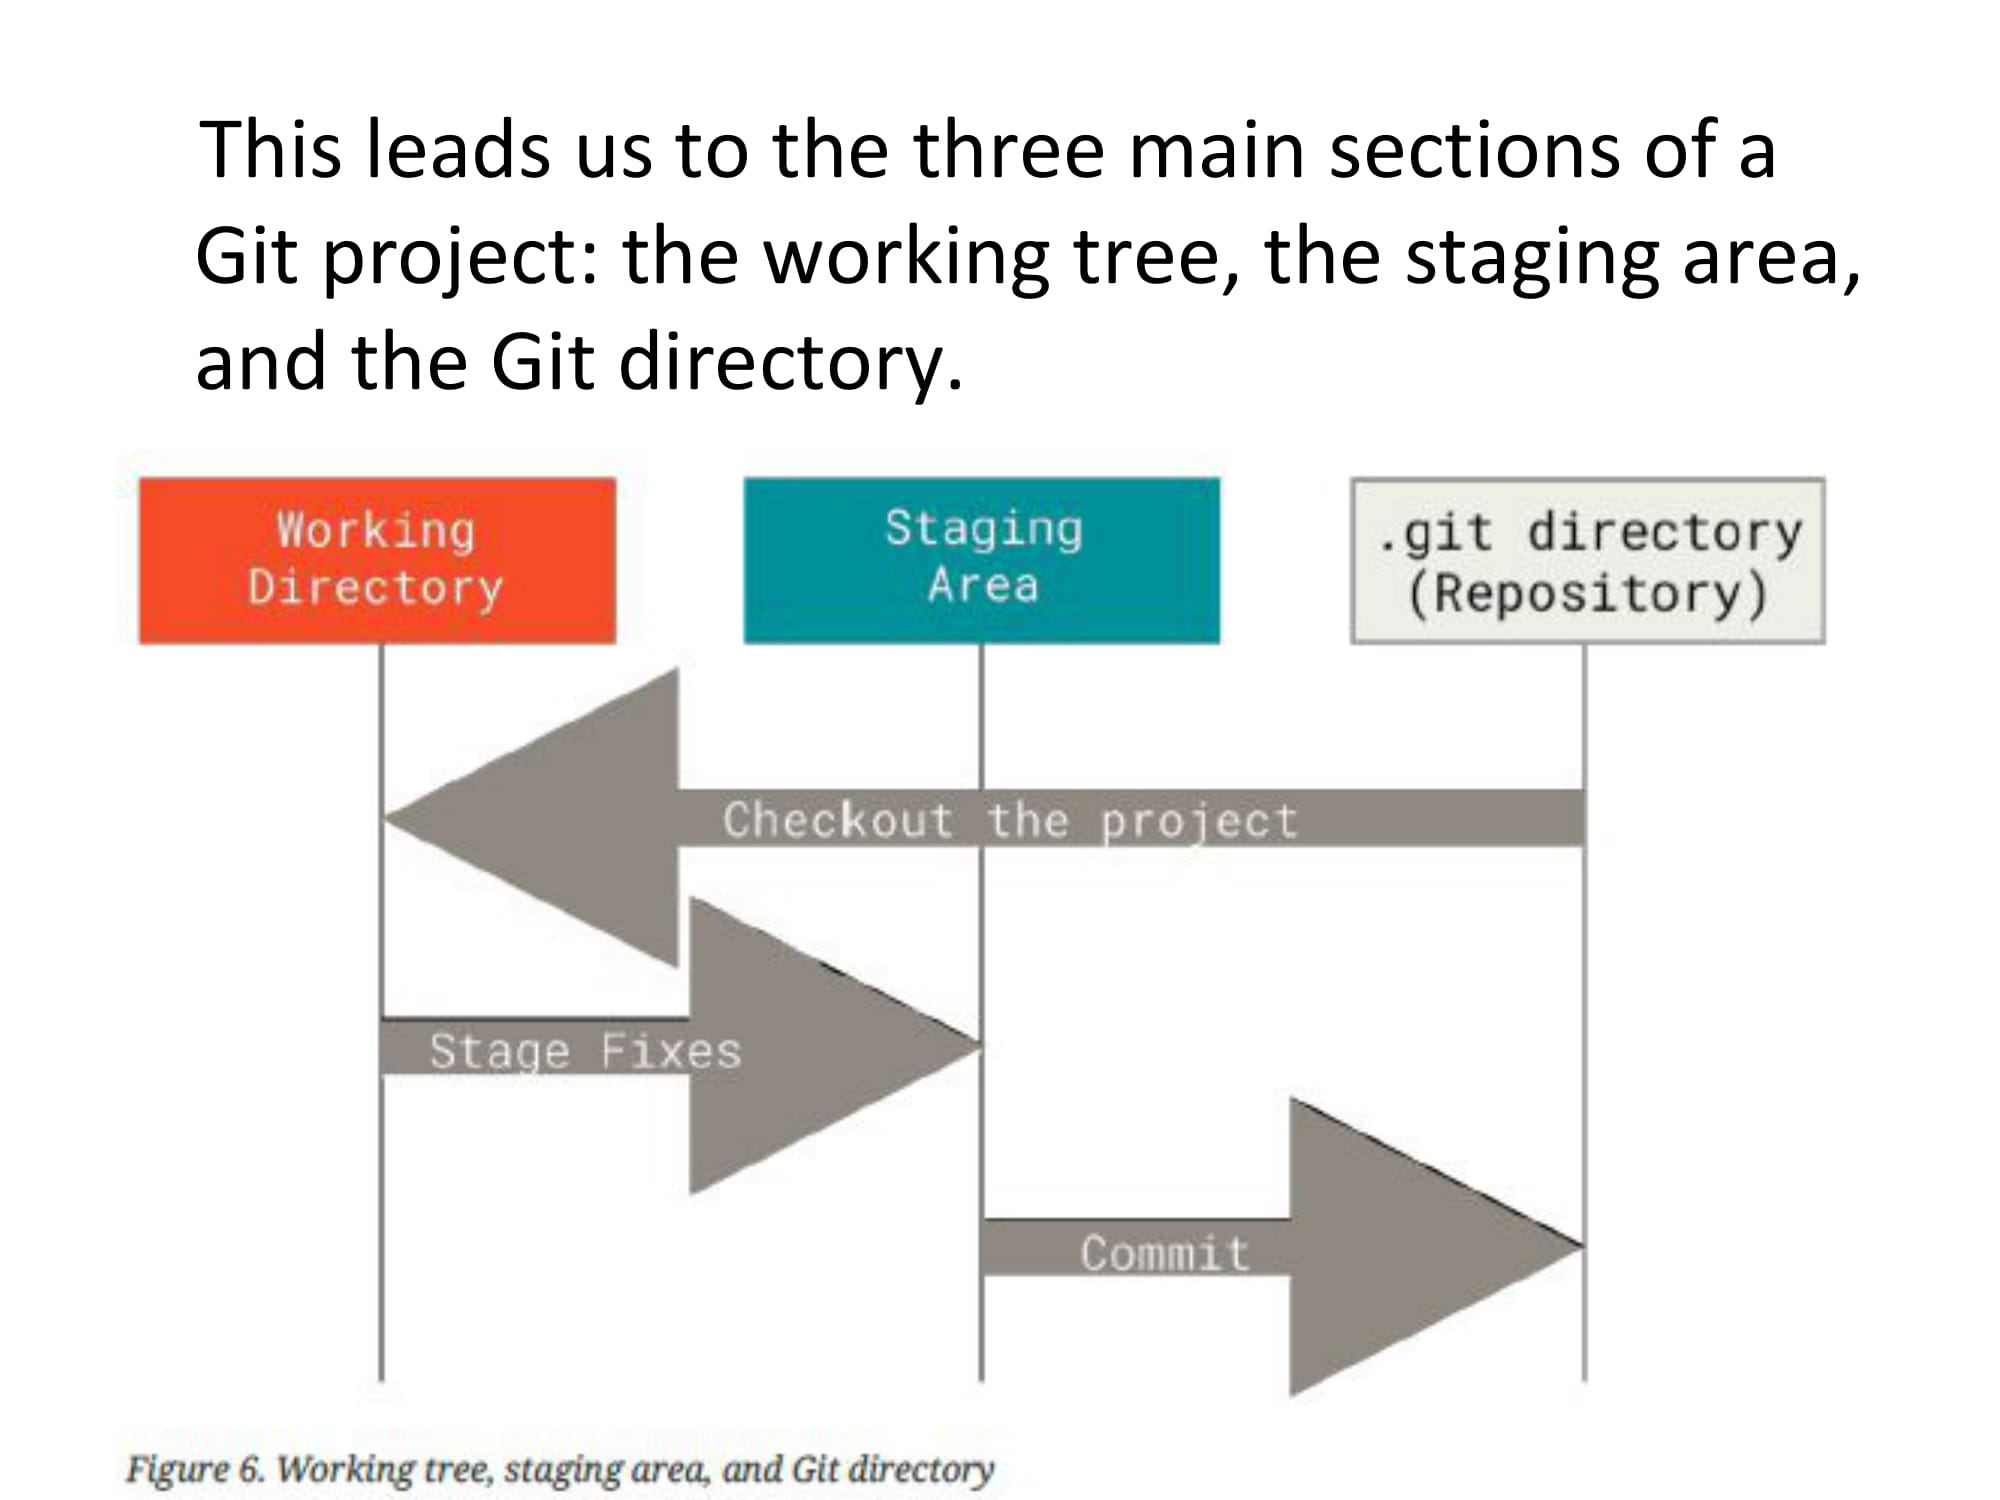 This leads us to the three main sections of a
Git project: the working tree, the staging area,
and the Git directory.
Working
Directory
Staging
Area
.git directory
(Repository)
Checkout the project
Stage Fixes
Commit
Figure 6. Working tree, staging area, and Git directory